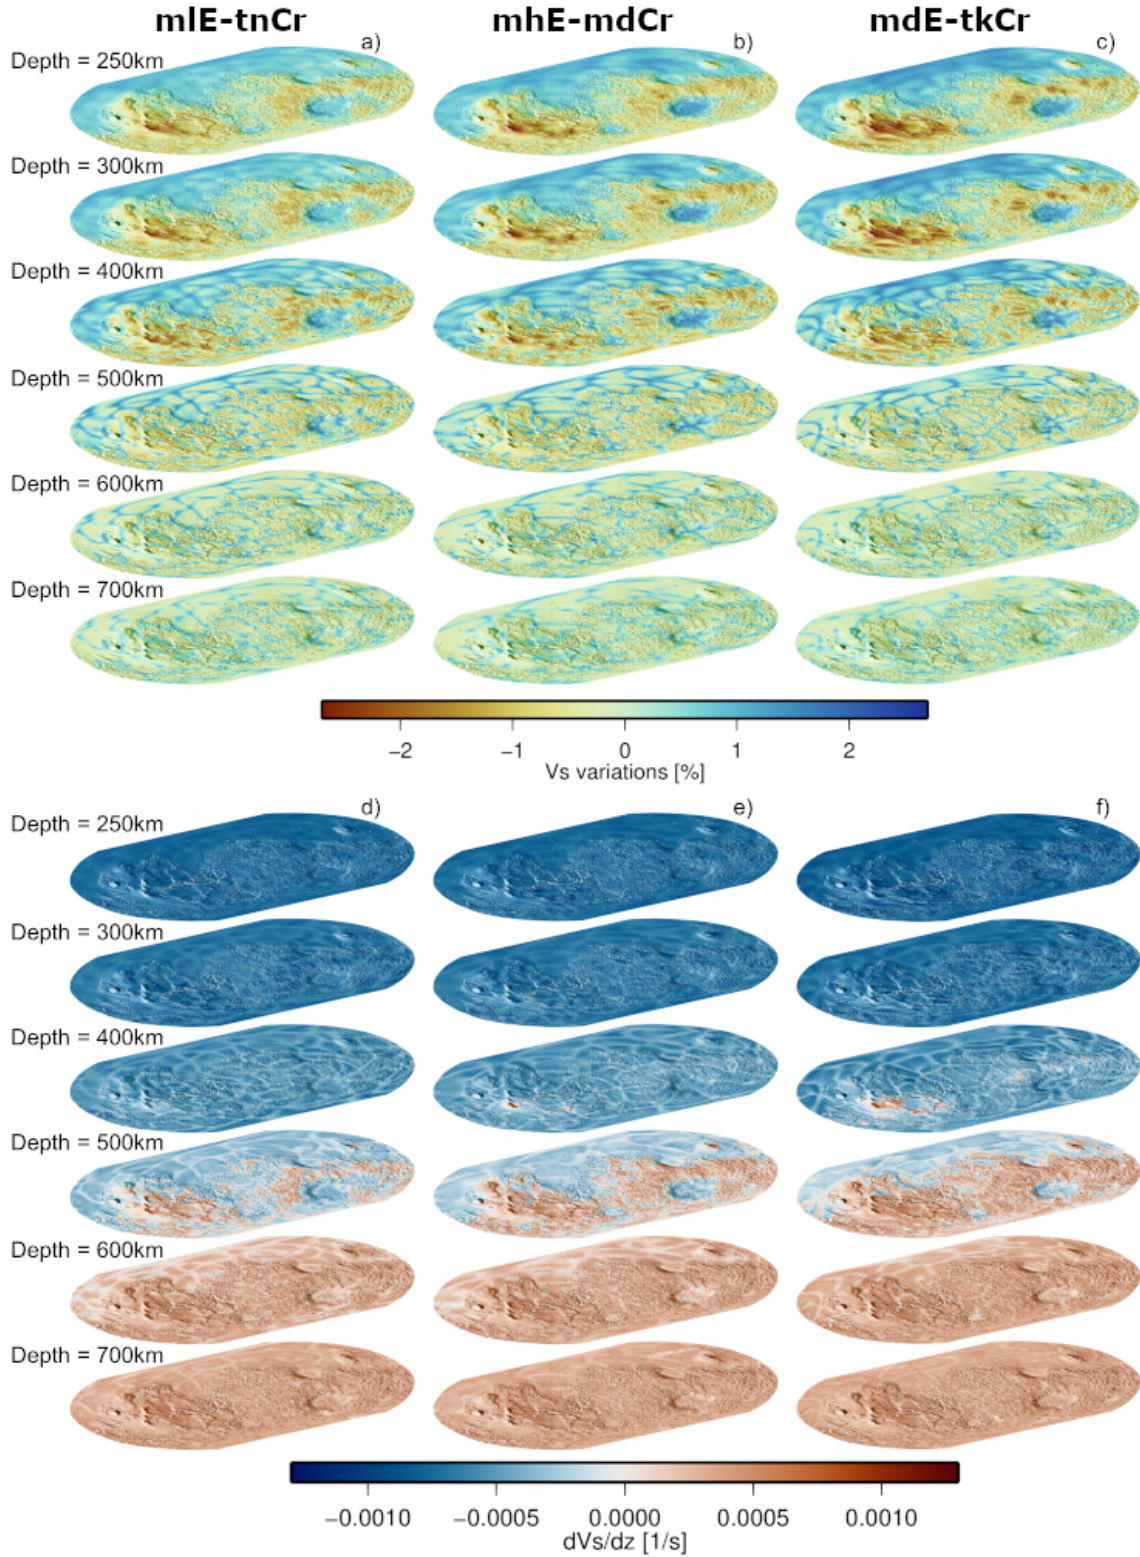 mlE-tnCr mhE-mdCr mdE-tkCr
a) b) c)
Depth = 250km
Depth = 300km
Depth = 400km
Depth = 500km
Depth = 600km
Depth = 700km
−2 −1 0 1 2
Vs variations [%]
d) e) f)
Depth = 250km
Depth = 300km
Depth = 400km
Depth = 500km
Depth = 600km
Depth = 700km
−0.0010 −0.0005 0.0000 0.0005 0.0010
dVs/dz [1/s]